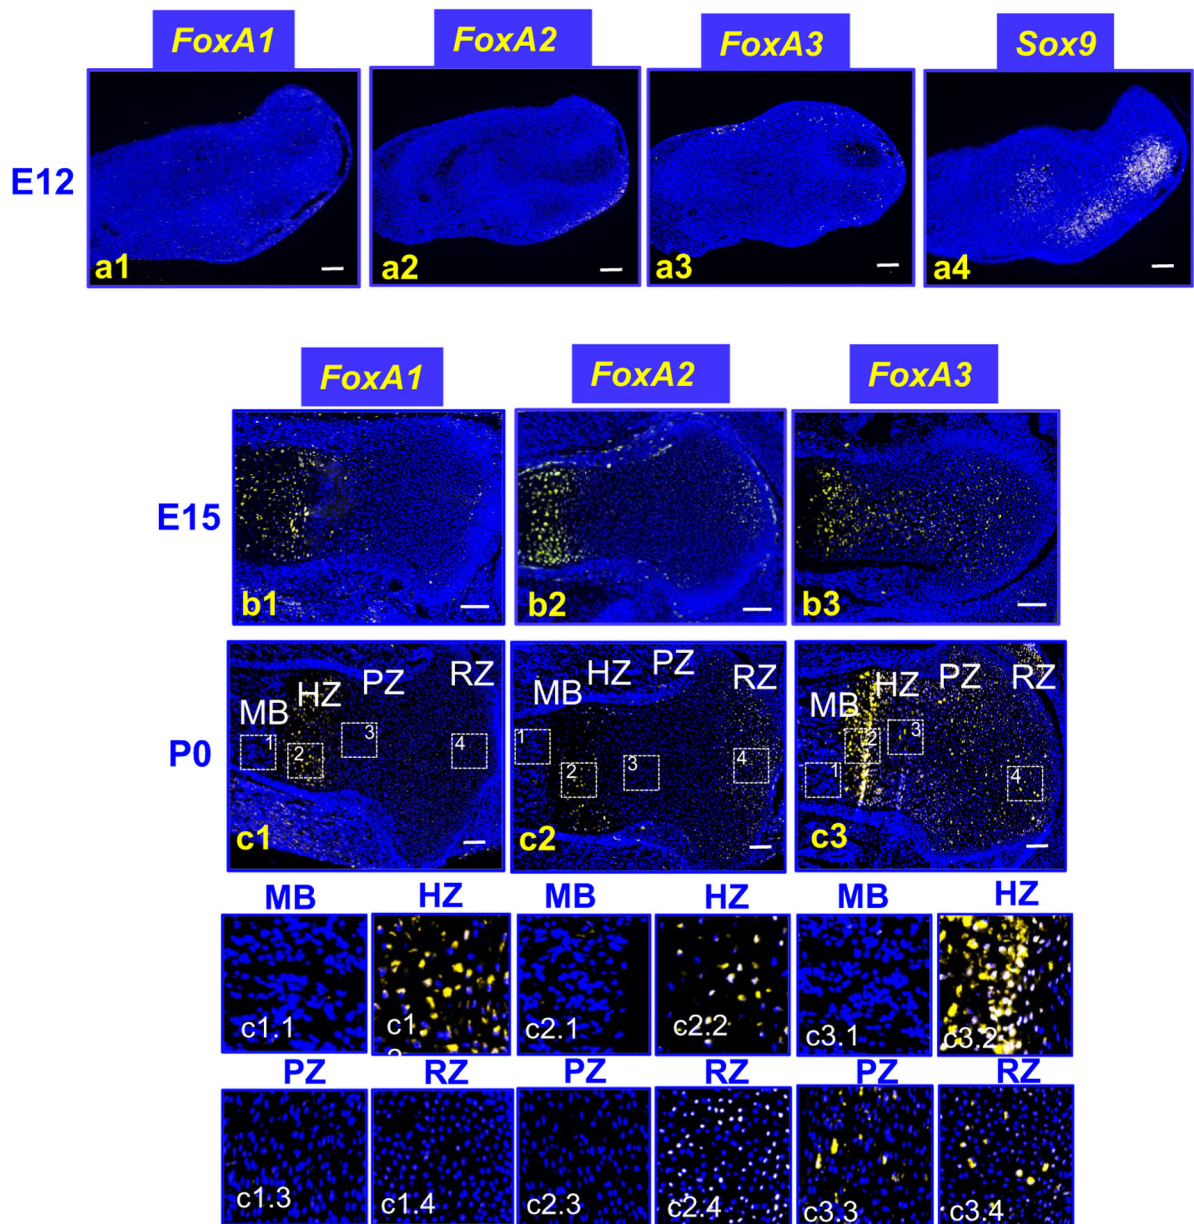 FoxA1 FoxA2 FoxA3 Sox9
E12
a1 a2 a3 a4
FoxA1 FoxA2 FoxA3
E15
b1 b2 b3
P0
MB HZ PZ RZ
1 2 3 4
c1
MB HZ PZ RZ
1 2 3 4
c2
MB HZ PZ RZ
1 2 3 4
c3
MB HZ MB HZ MB HZ
c1.1 c1 c2.1 c2.2 c3.1 c3.2
PZ RZ PZ RZ PZ RZ
c1.3 c1.4 c2.3 c2.4 c3.3 c3.4